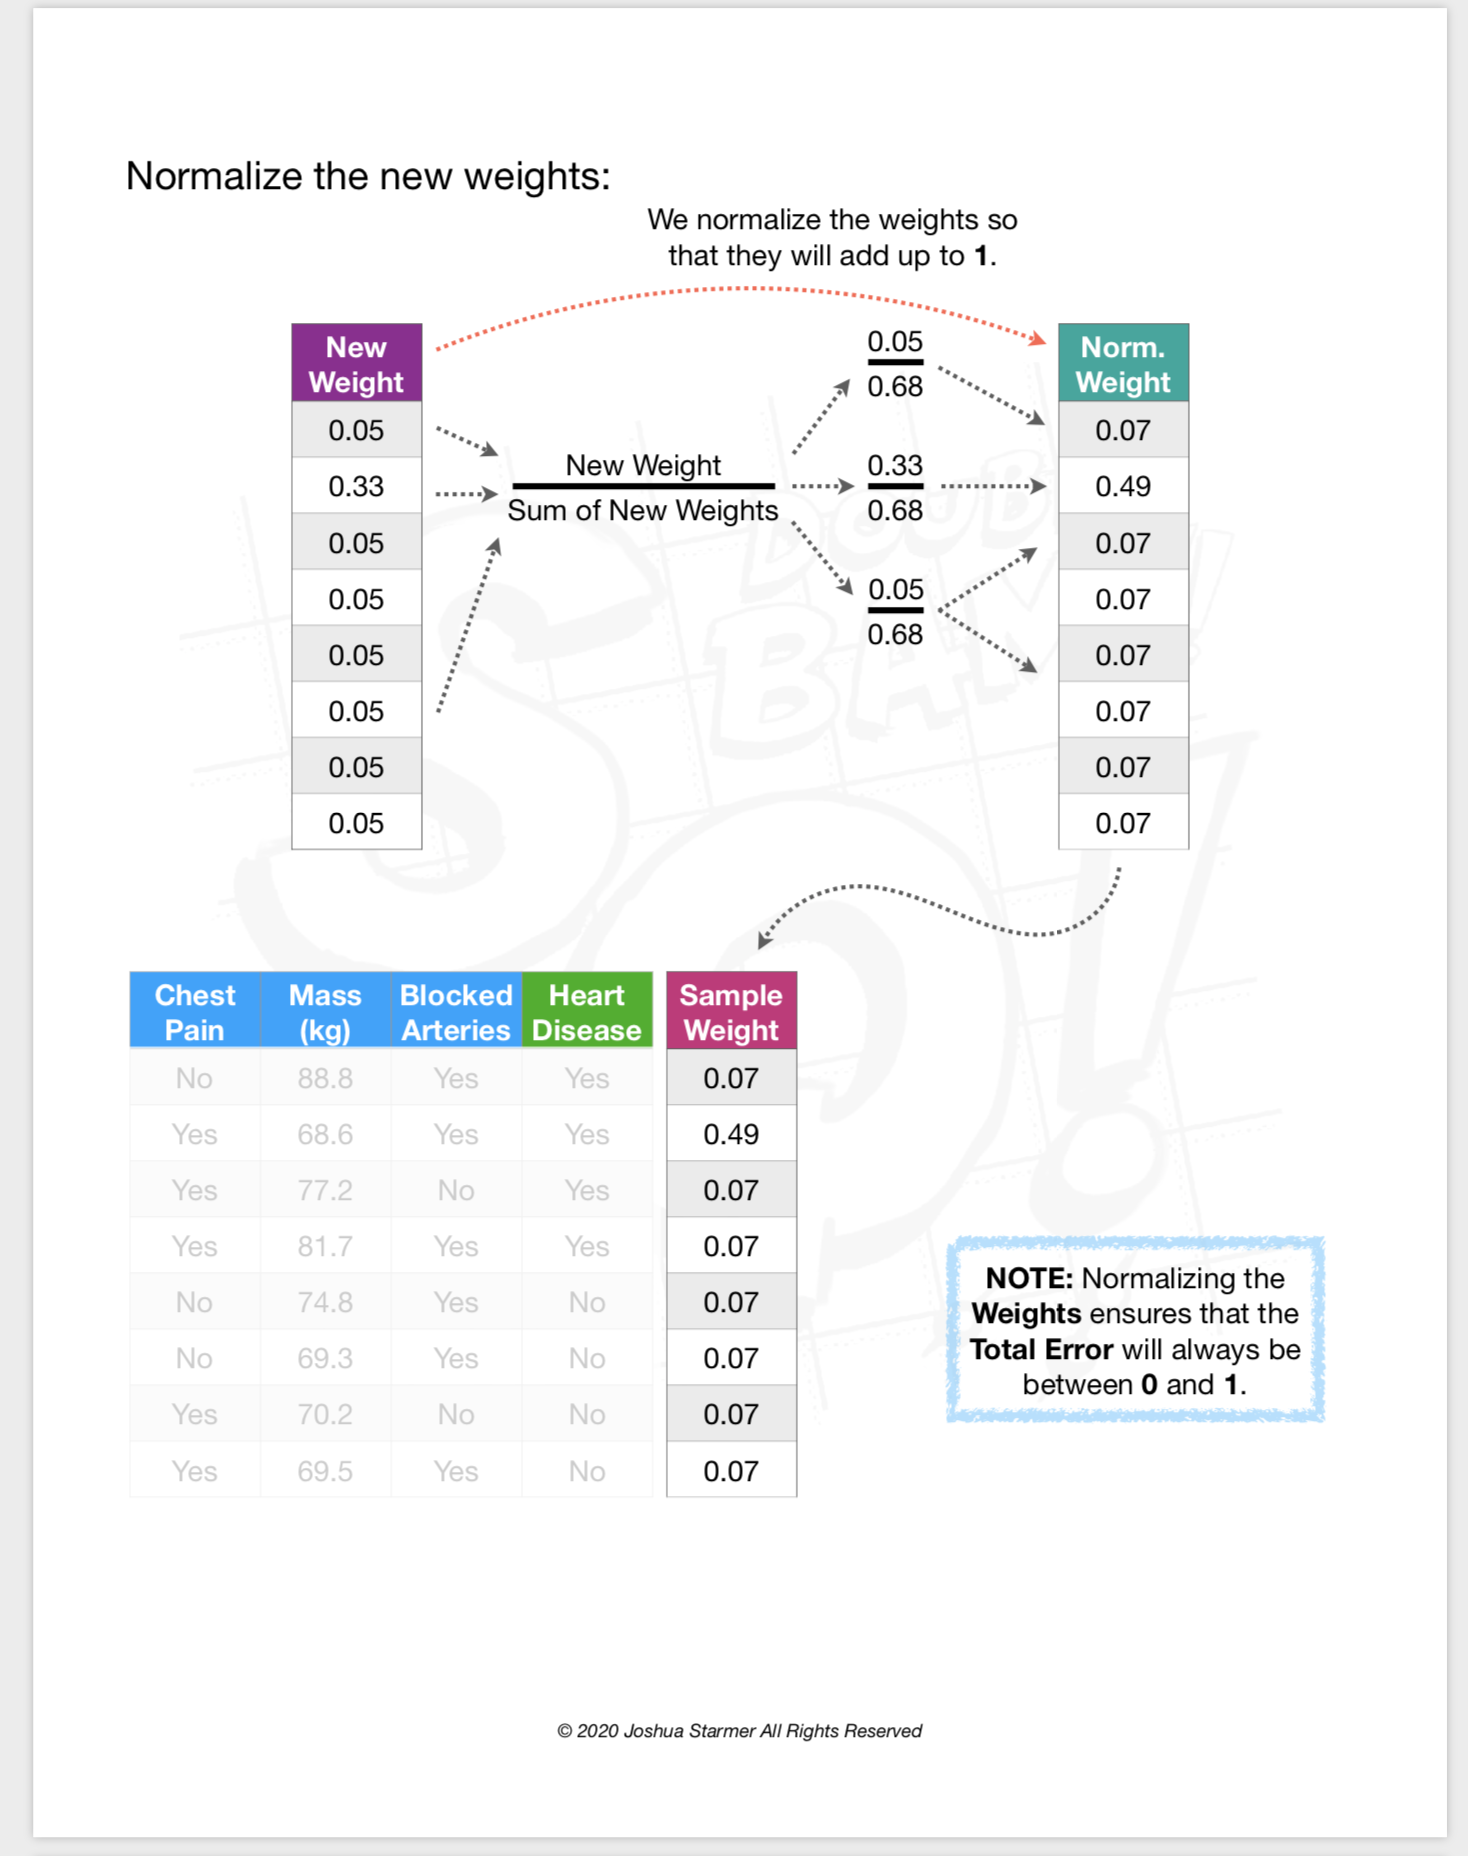 Normalize the new weights:
We normalize the weights so
that they will add up to 1.
New
Weight
0.05
0.33
0.05
0.05
0.05
0.05
0.05
0.05
New Weight
Sum of New Weights
0.05
0.68
0.33
0.68
0.05
0.68
Norm.
Weight
0.07
0.49
0.07
0.07
0.07
0.07
0.07
0.07
DOUBLE
BAM!
SQ!
Chest Pain Mass (kg) Blocked Arteries Heart Disease Sample Weight
No 88.8 Yes Yes 0.07
Yes 68.6 Yes Yes 0.49
Yes 77.2 No Yes 0.07
Yes 81.7 Yes Yes 0.07
No 74.8 Yes No 0.07
No 69.3 Yes No 0.07
Yes 70.2 No No 0.07
Yes 69.5 Yes No 0.07
NOTE: Normalizing the
Weights ensures that the
Total Error will always be
between 0 and 1.
© 2020 Joshua Starmer All Rights Reserved